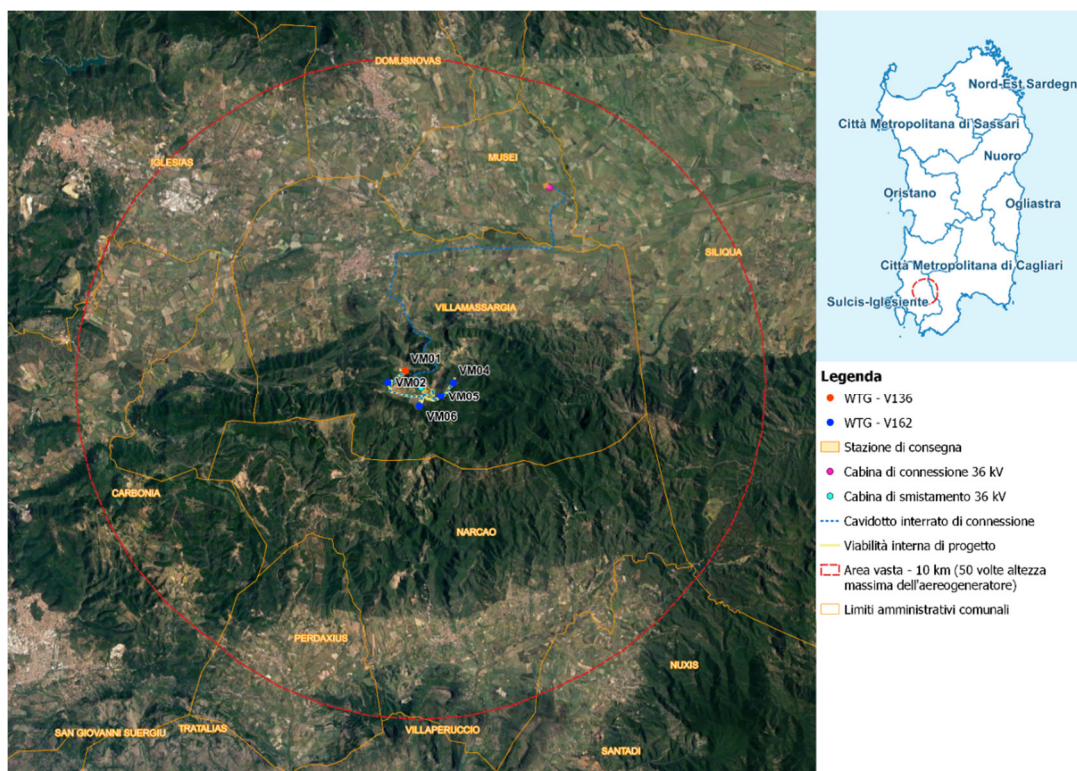 DOMUSNOVAS
IGLESIAS
MUSEI
SILIQUA
VILLAMASSARGIA
VM01
VM02
VM04
VM05
VM06
CARBONIA
NARCAO
PERDAXIUS
NUXIS
SAN GIOVANNI SUERGIU
TRATALIAS
VILLAPERUCCIO
SANTADI
Nord-Est Sardegn
Città Metropolitana di Sassari
Nuoro
Oristano
Ogliastra
Città Metropolitana di Cagliari
Sulcis-Iglesiente
Legenda
WTG - V136
WTG - V162
Stazione di consegna
Cabina di connessione 36 kV
Cabina di smistamento 36 kV
Cavidotto interrato di connessione
Viabilità interna di progetto
Area vasta - 10 km (50 volte altezza
massima dell'aereogeneratore)
Limiti amministrativi comunali